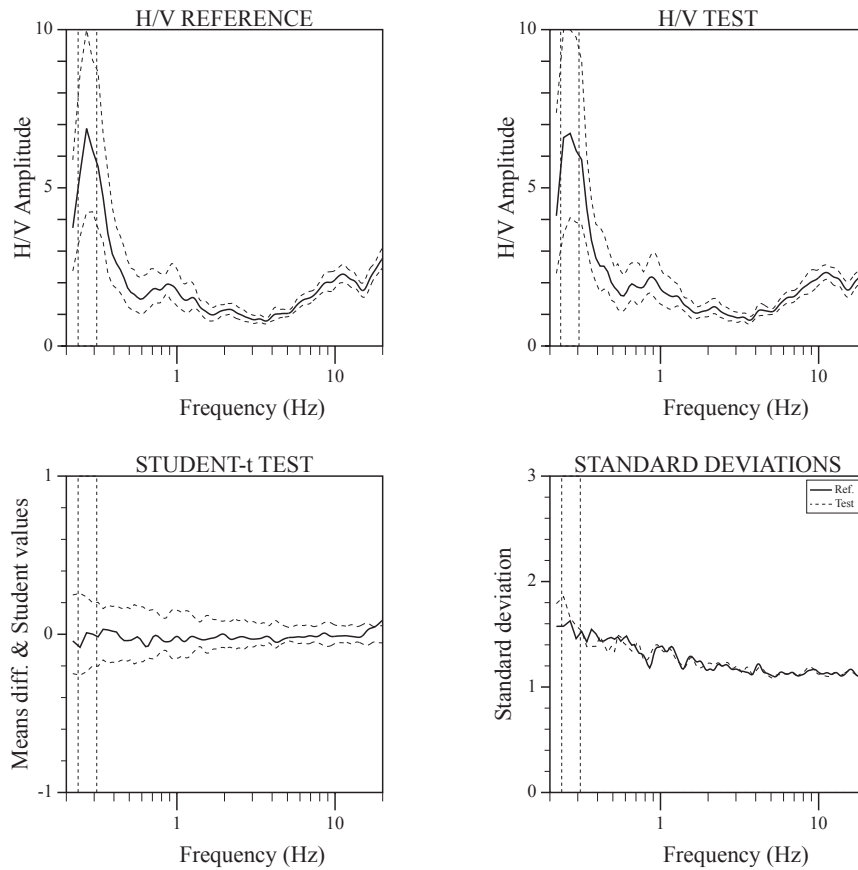 H/V REFERENCE
10
5
0
H/V Amplitude
1
10
Frequency (Hz)
H/V TEST
10
5
0
H/V Amplitude
1
10
Frequency (Hz)
STUDENT-t TEST
1
0
-1
Means diff. & Student values
1
10
Frequency (Hz)
STANDARD DEVIATIONS
3
2
1
0
Standard deviation
Ref.
Test
1
10
Frequency (Hz)